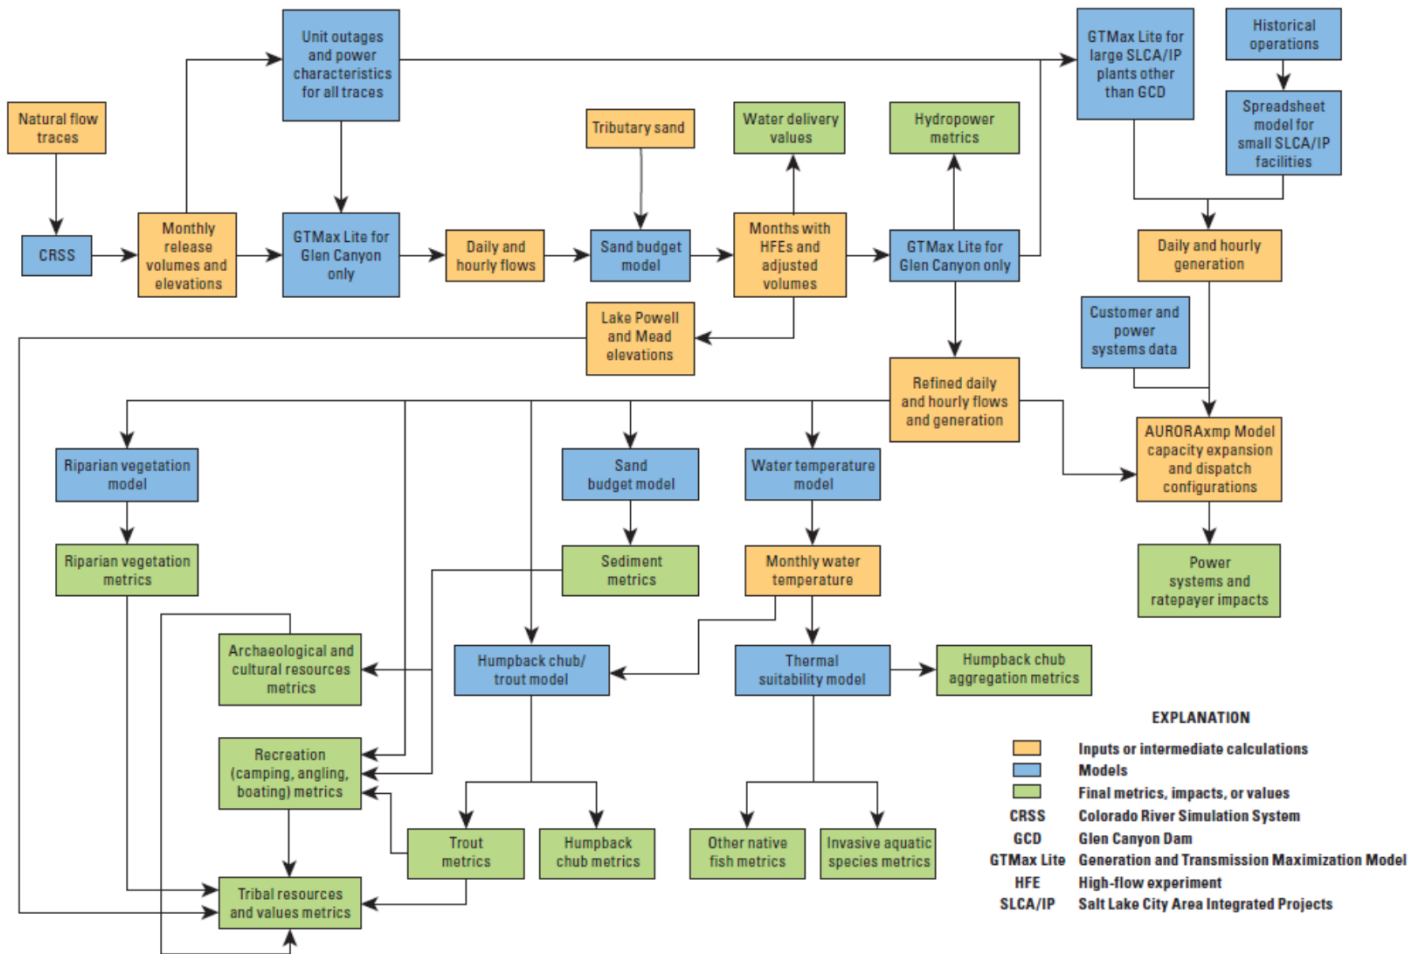 Unit outages
and power
characteristics
for all traces
GTMax Lite for
large SLCA/IP
plants other
than GCD
Historical
operations
Natural flow
traces
Tributary sand
Water delivery
values
Hydropower
metrics
Spreadsheet
model for
small SLCA/IP
facilities
CRSS
Monthly
release
volumes and
elevations
GTMax Lite for
Glen Canyon
only
Daily and
hourly flows
Sand budget
model
Months with
HFEs and
adjusted
volumes
GTMax Lite for
Glen Canyon only
Daily and hourly
generation
Lake Powell
and Mead
elevations
Customer and
power
systems data
Refined daily
and hourly flows
and generation
AURORAxmp Model
capacity expansion
and dispatch
configurations
Riparian vegetation
model
Sand
budget model
Water temperature
model
Riparian vegetation
metrics
Sediment
metrics
Monthly water
temperature
Power
systems and
ratepayer impacts
Archaeological and
cultural resources
metrics
Humpback chub/
trout model
Thermal
suitability model
Humpback chub
aggregation metrics
Recreation
(camping, angling,
boating) metrics
Trout
metrics
Humpback
chub metrics
Other native
fish metrics
Invasive aquatic
species metrics
Tribal resources
and values metrics
EXPLANATION
Inputs or intermediate calculations
Models
Final metrics, impacts, or values
CRSS Colorado River Simulation System
GCD Glen Canyon Dam
GTMax Lite Generation and Transmission Maximization Model
HFE High-flow experiment
SLCA/IP Salt Lake City Area Integrated Projects